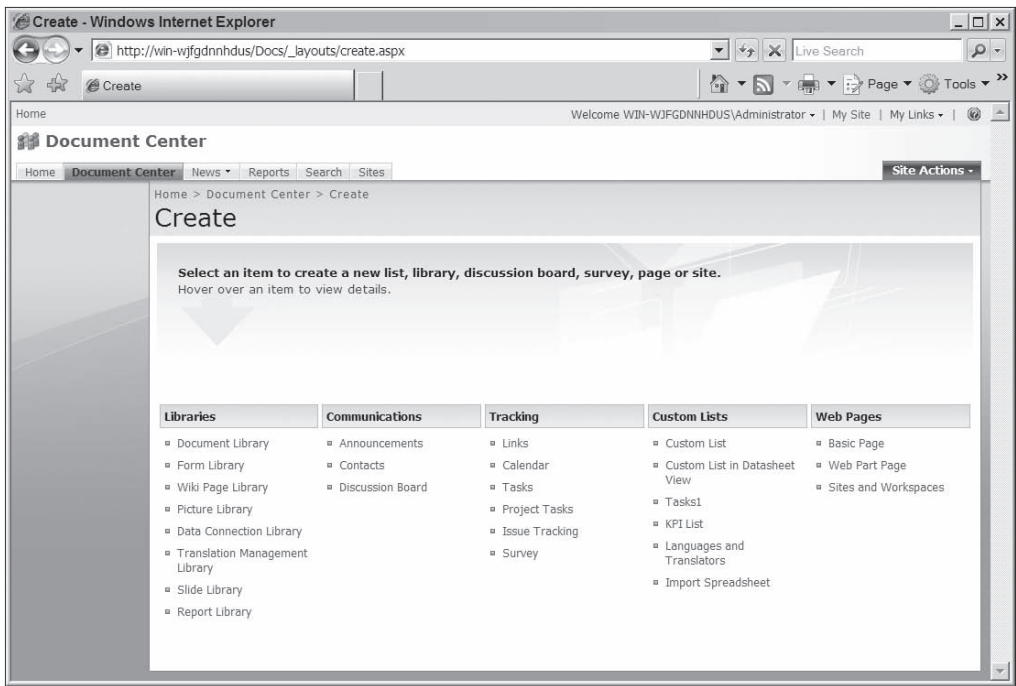 Create - Windows Internet Explorer
http://win-wjfgdnnhdus/Docs/_layouts/create.aspx
Live Search
Create
Page
Tools
Home
Welcome WIN-WJFGDNNHDUS\Administrator | My Site | My Links |
Document Center
Home Document Center News Reports Search Sites
Site Actions
Home > Document Center > Create
Create
Select an item to create a new list, library, discussion board, survey, page or site.
Hover over an item to view details.
Libraries
Document Library
Form Library
Wiki Page Library
Picture Library
Data Connection Library
Translation Management
Library
Slide Library
Report Library
Communications
Announcements
Contacts
Discussion Board
Tracking
Links
Calendar
Tasks
Project Tasks
Issue Tracking
Survey
Custom Lists
Custom List
Custom List in Datasheet
View
Tasks1
KPI List
Languages and
Translators
Import Spreadsheet
Web Pages
Basic Page
Web Part Page
Sites and Workspaces